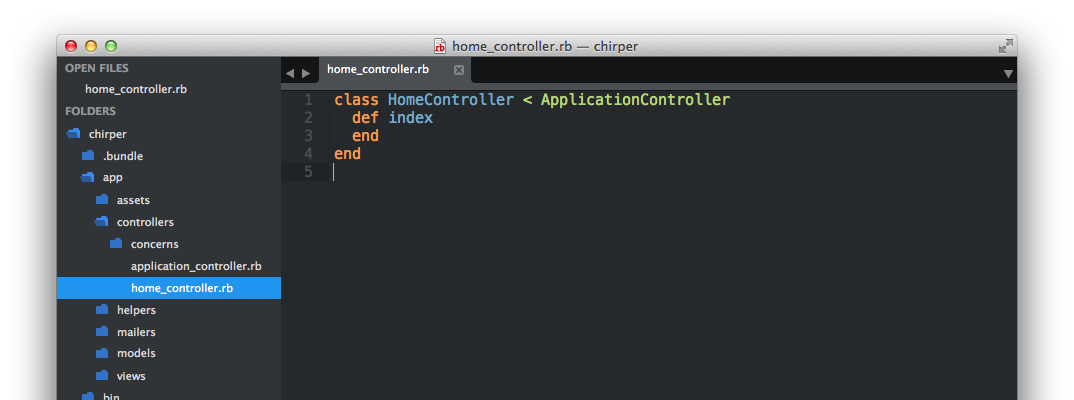 home_controller.rb — chirper
OPEN FILES
home_controller.rb
FOLDERS
chirper
.bundle
app
assets
controllers
concerns
application_controller.rb
home_controller.rb
helpers
mailers
models
views
bin
home_controller.rb
1 class HomeController < ApplicationController
2 def index
3 end
4 end
5